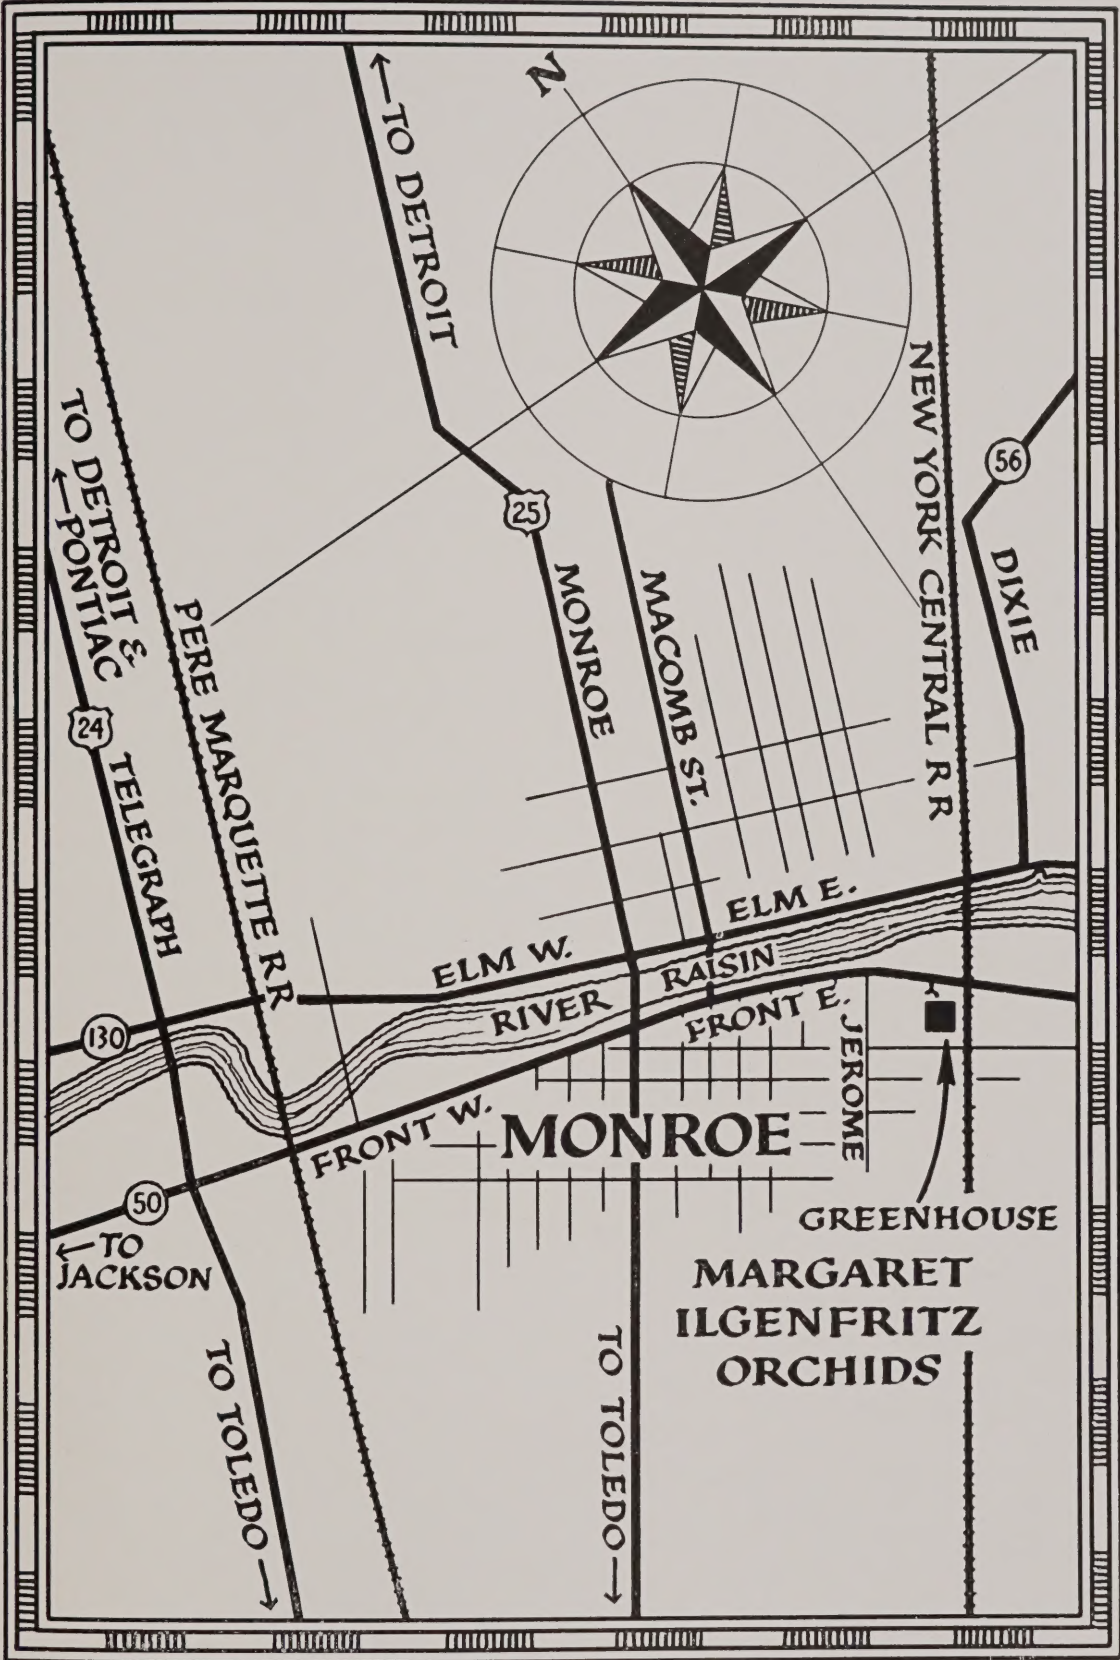 N
← TO DETROIT
NEW YORK CENTRAL R R
56
DIXIE
TO DETROIT &
← PONTIAC
25
MONROE
MACOMB ST.
PERE MARQUETTE R R
24
TELEGRAPH
ELM E.
ELM W.
RIVER RAISIN
130
FRONT E.
JEROME
FRONT W.
MONROE
50
← TO
JACKSON
GREENHOUSE
MARGARET
ILGENFRITZ
ORCHIDS
TO TOLEDO →
TO TOLEDO →